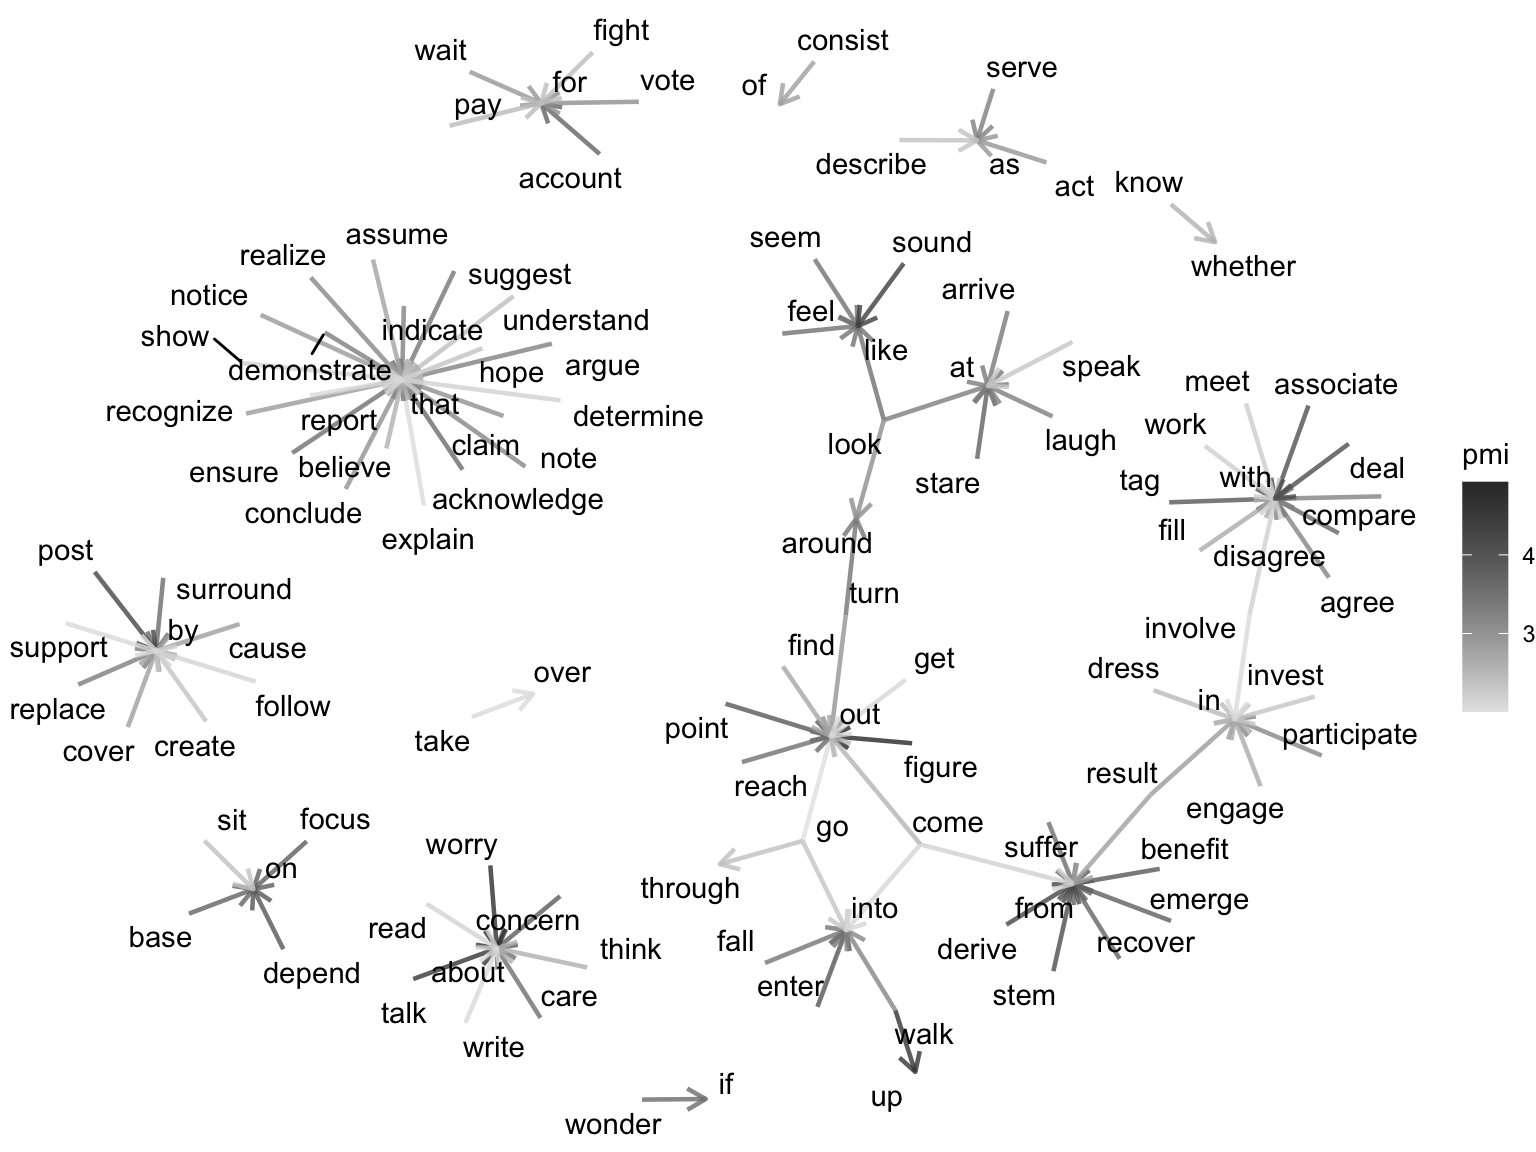 fight
consist
wait
for
vote
of
serve
pay
describe
as
account
act
know
assume
seem
sound
whether
realize
suggest
arrive
notice
feel
show
indicate
understand
like
at
speak
demonstrate
hope
argue
meet
associate
recognize
report
that
determine
look
laugh
work
claim
ensure
believe
note
stare
tag
with
deal
conclude
acknowledge
fill
compare
explain
around
disagree
post
surround
turn
agree
by
find
involve
support
cause
get
dress
invest
over
in
replace
follow
point
out
participate
cover
create
take
reach
figure
result
engage
sit
focus
go
come
worry
suffer
benefit
on
through
emerge
read
concern
into
from
base
think
fall
derive
recover
depend
about
enter
care
stem
talk
walk
write
if
up
wonder
pmi
4
3